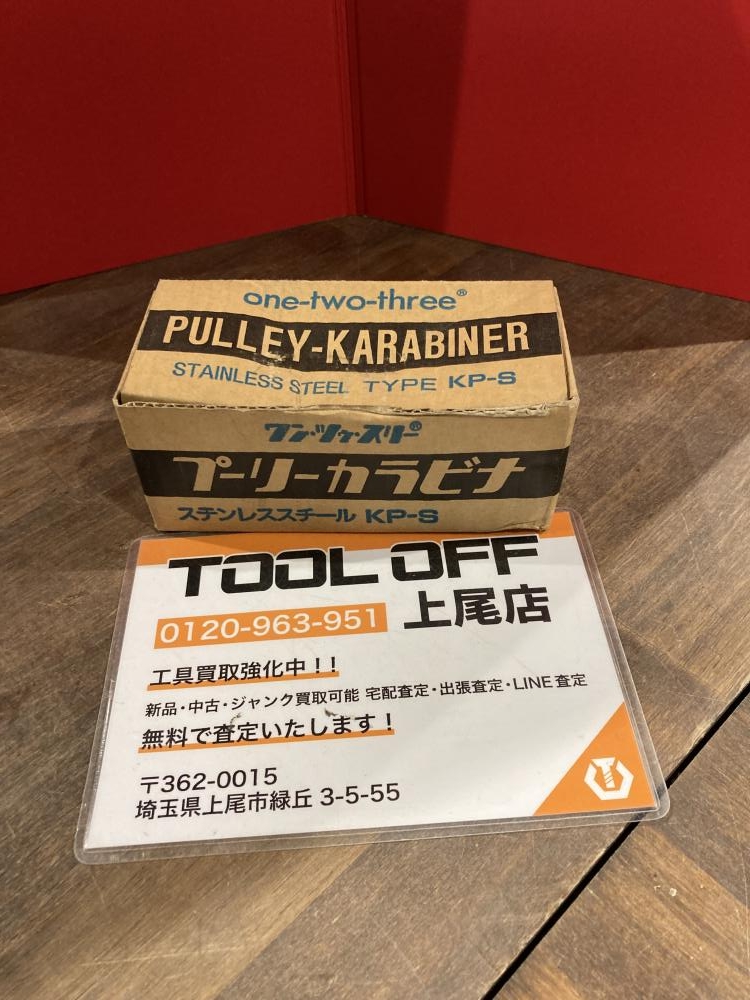 one-two-three®
PULLEY-KARABINER
STAINLESS STEEL TYPE KP-S
ワン・ツゥ・スリー®
プーリーカラビナ
ステンレススチール KP-S
TOOL OFF
0120-963-951 上尾店
工具買取強化中！！
新品・中古・ジャンク買取可能 宅配査定・出張査定・LINE査定
無料で査定いたします！
〒362-0015
埼玉県上尾市緑丘 3-5-55